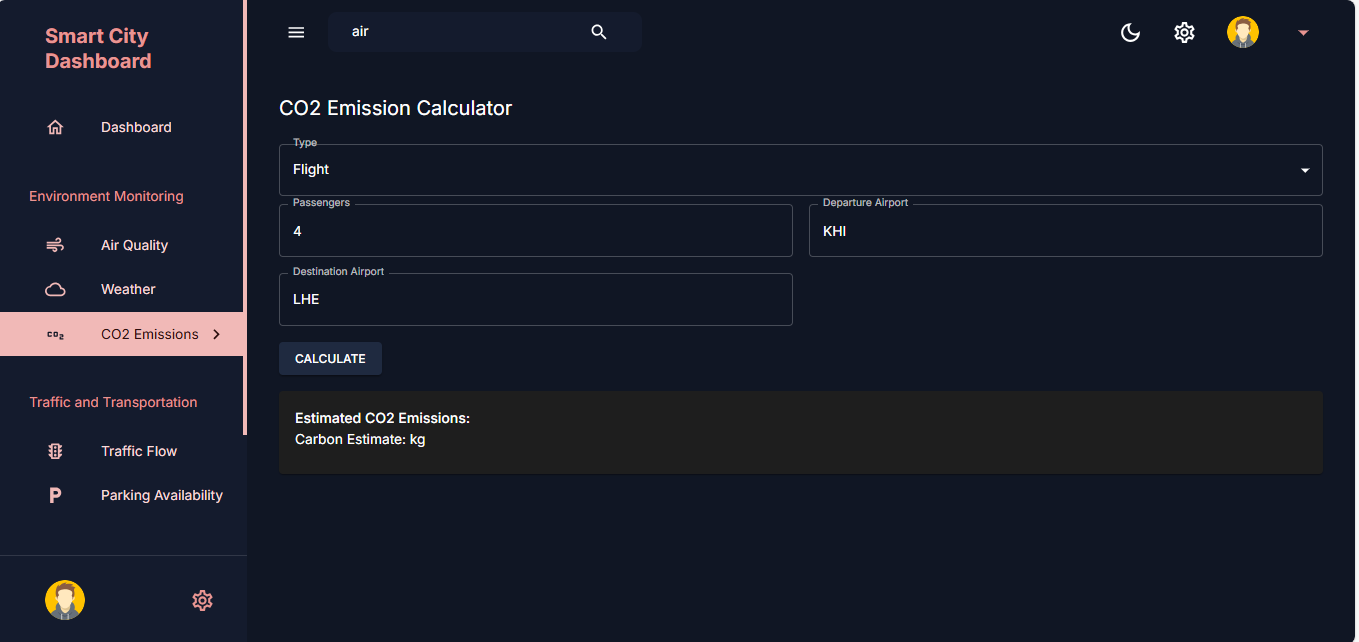 Smart City
Dashboard
Dashboard
Environment Monitoring
Air Quality
Weather
CO2 CO2 Emissions
Traffic and Transportation
Traffic Flow
P Parking Availability
air
CO2 Emission Calculator
Type
Flight
Passengers
4
Departure Airport
KHI
Destination Airport
LHE
CALCULATE
Estimated CO2 Emissions:
Carbon Estimate: kg